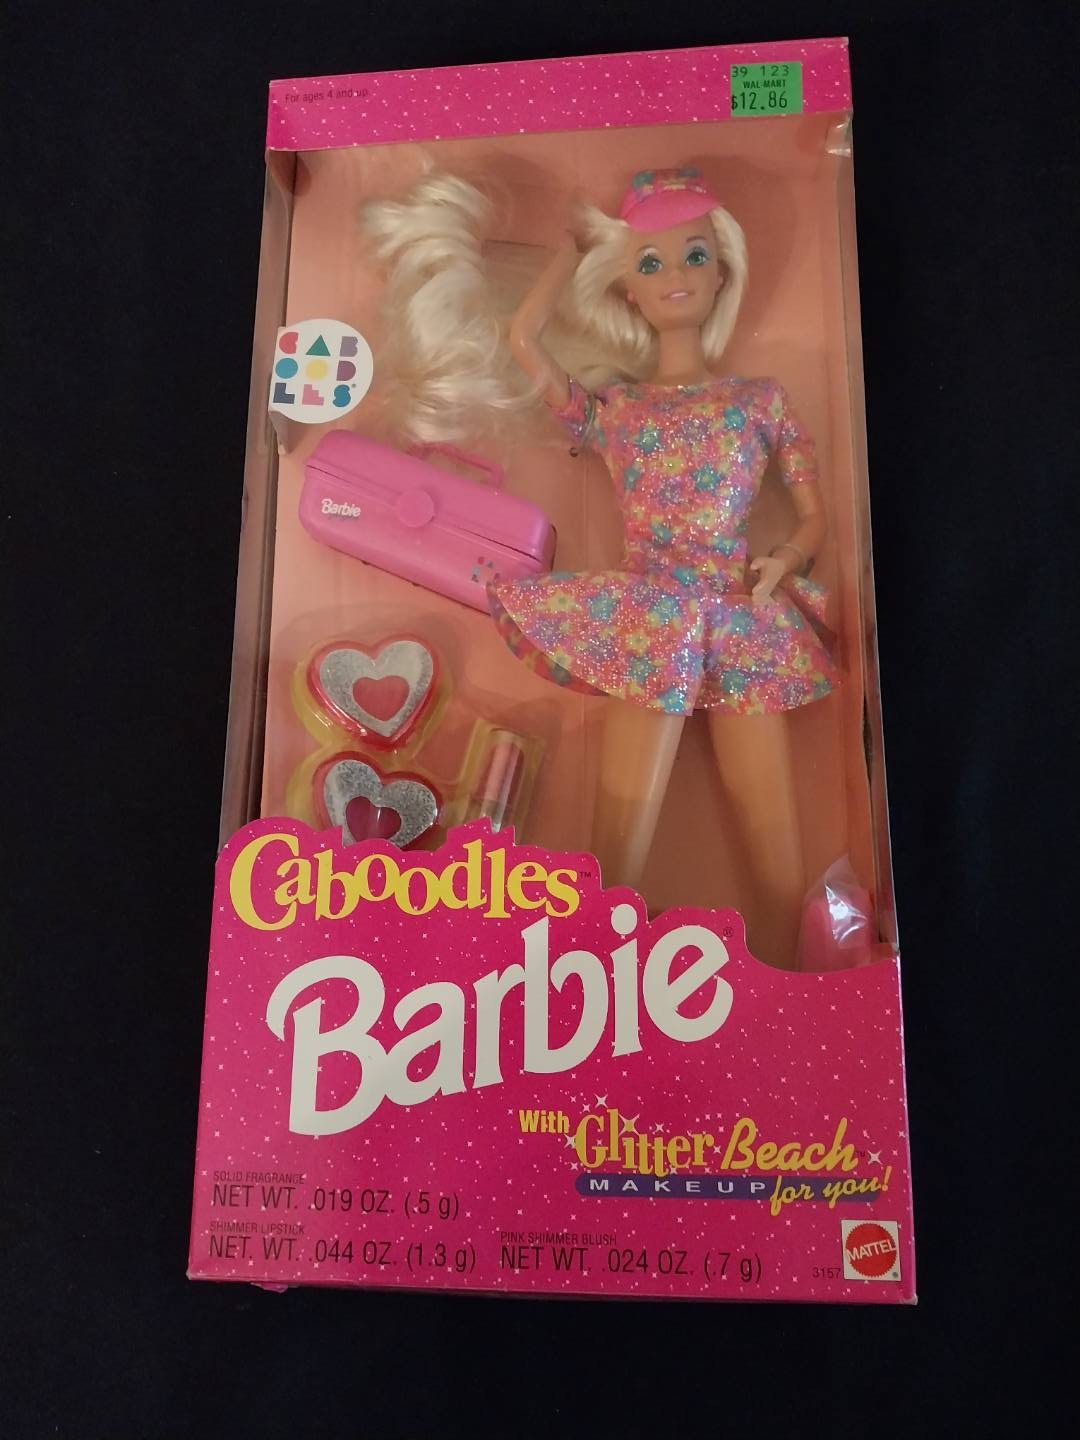 For ages 4 and up
39 123
WAL-MART
$12.86
CAB
OOD
LES®
Barbie
Caboodles™
Barbie®
With Glitter Beach™
MAKEUP for you!
SOLID FRAGRANCE
NET WT. .019 OZ. (.5 g)
SHIMMER LIPSTICK
NET. WT. .044 OZ. (1.3 g)
PINK SHIMMER BLUSH
NET WT. .024 OZ. (.7 g)
3157
MATTEL
®